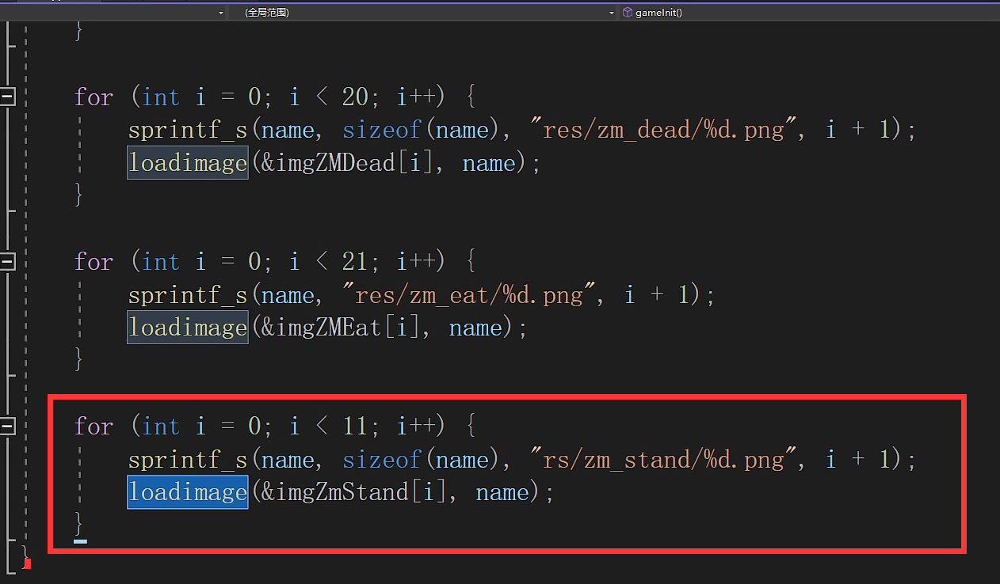 (全局范围) gameInit()
}
for (int i = 0; i < 20; i++) {
sprintf_s(name, sizeof(name), "res/zm_dead/%d.png", i + 1);
loadimage(&imgZMDead[i], name);
}
for (int i = 0; i < 21; i++) {
sprintf_s(name, "res/zm_eat/%d.png", i + 1);
loadimage(&imgZMEat[i], name);
}
for (int i = 0; i < 11; i++) {
sprintf_s(name, sizeof(name), "rs/zm_stand/%d.png", i + 1);
loadimage(&imgZmStand[i], name);
}
}